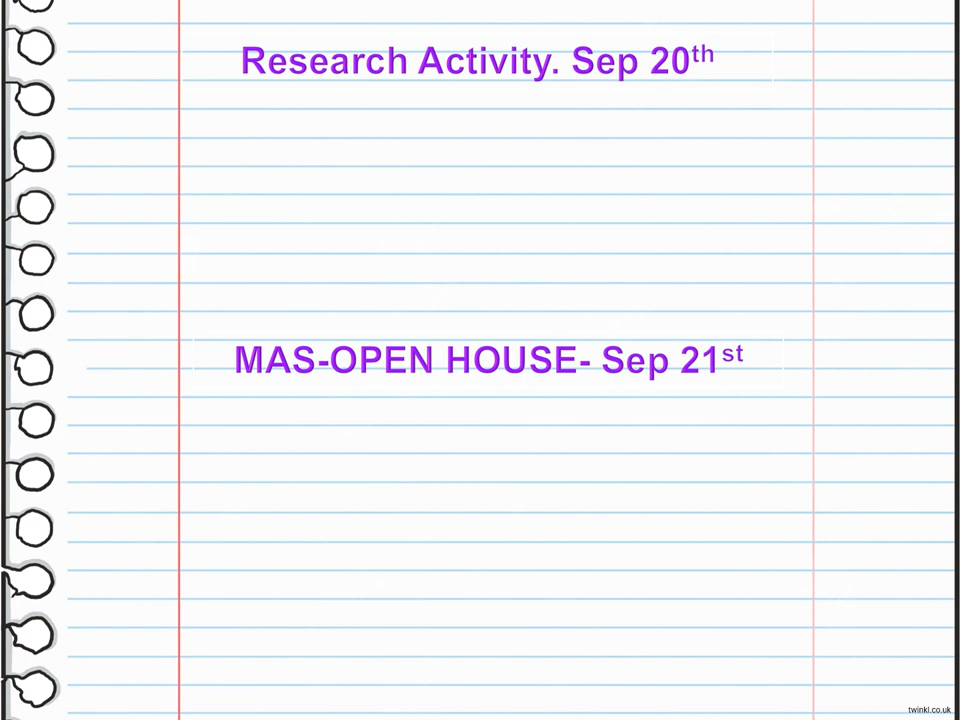 Research Activity. Sep 20th
MAS-OPEN HOUSE- Sep 21st
twinkl.co.uk